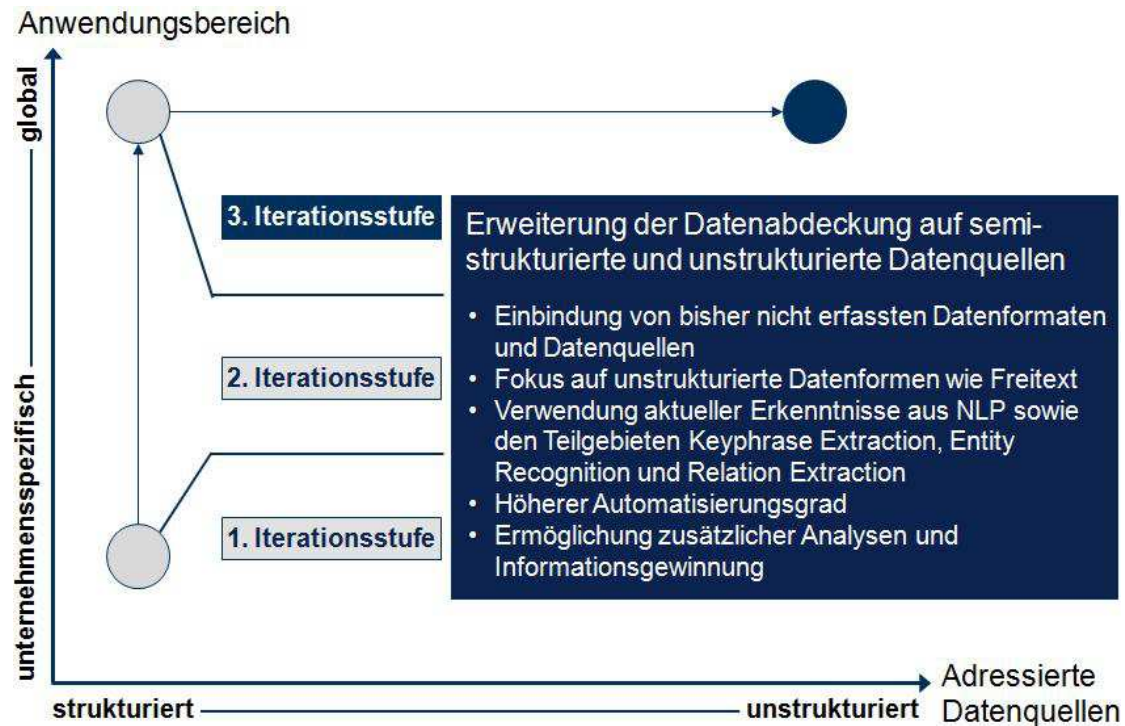 Anwendungsbereich
global
unternehmensspezifisch
3. Iterationsstufe
2. Iterationsstufe
1. Iterationsstufe
Erweiterung der Datenabdeckung auf semi-
strukturierte und unstrukturierte Datenquellen
• Einbindung von bisher nicht erfassten Datenformaten
und Datenquellen
• Fokus auf unstrukturierte Datenformen wie Freitext
• Verwendung aktueller Erkenntnisse aus NLP sowie
den Teilgebieten Keyphrase Extraction, Entity
Recognition und Relation Extraction
• Höherer Automatisierungsgrad
• Ermöglichung zusätzlicher Analysen und
Informationsgewinnung
strukturiert
unstrukturiert
Adressierte
Datenquellen